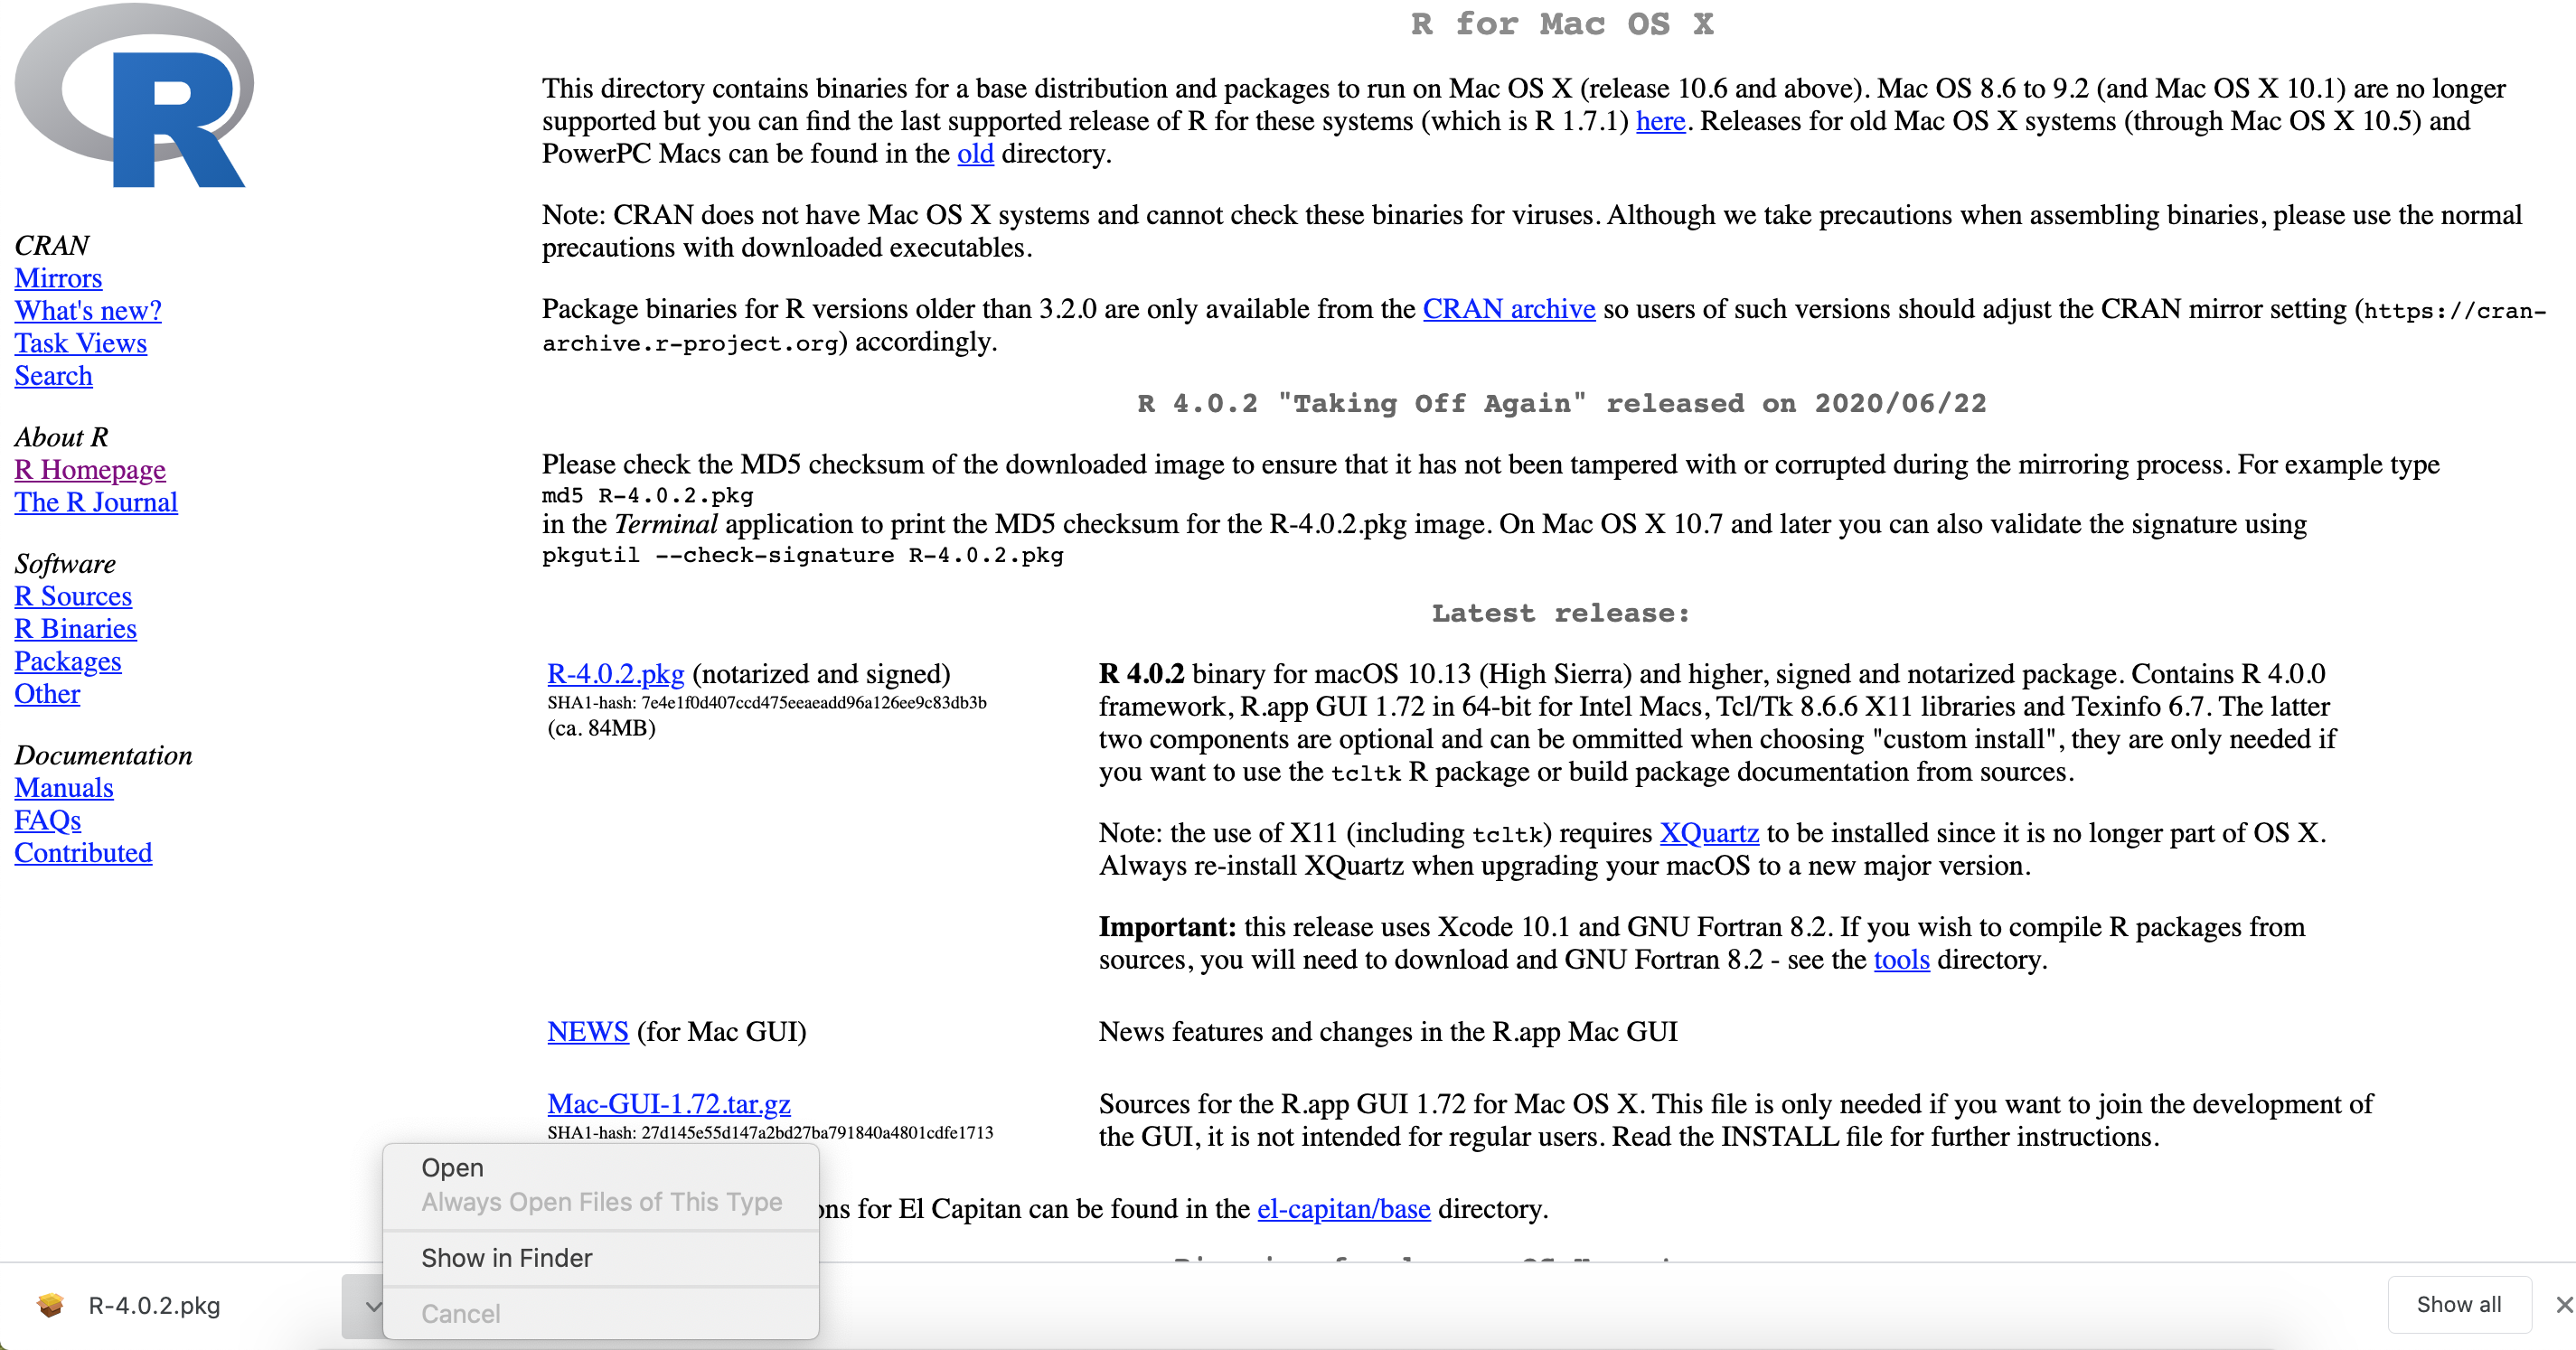 R for Mac OS X
This directory contains binaries for a base distribution and packages to run on Mac OS X (release 10.6 and above). Mac OS 8.6 to 9.2 (and Mac OS X 10.1) are no longer
supported but you can find the last supported release of R for these systems (which is R 1.7.1) here. Releases for old Mac OS X systems (through Mac OS X 10.5) and
PowerPC Macs can be found in the old directory.
Note: CRAN does not have Mac OS X systems and cannot check these binaries for viruses. Although we take precautions when assembling binaries, please use the normal
precautions with downloaded executables.
Package binaries for R versions older than 3.2.0 are only available from the CRAN archive so users of such versions should adjust the CRAN mirror setting (https://cran-
archive.r-project.org) accordingly.
R 4.0.2 "Taking Off Again" released on 2020/06/22
Please check the MD5 checksum of the downloaded image to ensure that it has not been tampered with or corrupted during the mirroring process. For example type
md5 R-4.0.2.pkg
in the Terminal application to print the MD5 checksum for the R-4.0.2.pkg image. On Mac OS X 10.7 and later you can also validate the signature using
pkgutil --check-signature R-4.0.2.pkg
Latest release:
R-4.0.2.pkg (notarized and signed)
SHA1-hash: 7e4e1f0d407ccd475eeaeadd96a126ee9c83db3b
(ca. 84MB)
R 4.0.2 binary for macOS 10.13 (High Sierra) and higher, signed and notarized package. Contains R 4.0.0
framework, R.app GUI 1.72 in 64-bit for Intel Macs, Tcl/Tk 8.6.6 X11 libraries and Texinfo 6.7. The latter
two components are optional and can be ommitted when choosing "custom install", they are only needed if
you want to use the tcltk R package or build package documentation from sources.
Note: the use of X11 (including tcltk) requires XQuartz to be installed since it is no longer part of OS X.
Always re-install XQuartz when upgrading your macOS to a new major version.
Important: this release uses Xcode 10.1 and GNU Fortran 8.2. If you wish to compile R packages from
sources, you will need to download and GNU Fortran 8.2 - see the tools directory.
NEWS (for Mac GUI)
News features and changes in the R.app Mac GUI
Mac-GUI-1.72.tar.gz
SHA1-hash: 27d145e55d147a2bd27ba791840a4801cdfe1713
Sources for the R.app GUI 1.72 for Mac OS X. This file is only needed if you want to join the development of
the GUI, it is not intended for regular users. Read the INSTALL file for further instructions.
ons for El Capitan can be found in the el-capitan/base directory.
R
CRAN
Mirrors
What's new?
Task Views
Search
About R
R Homepage
The R Journal
Software
R Sources
R Binaries
Packages
Other
Documentation
Manuals
FAQs
Contributed
Open
Always Open Files of This Type
Show in Finder
Cancel
R-4.0.2.pkg
Show all